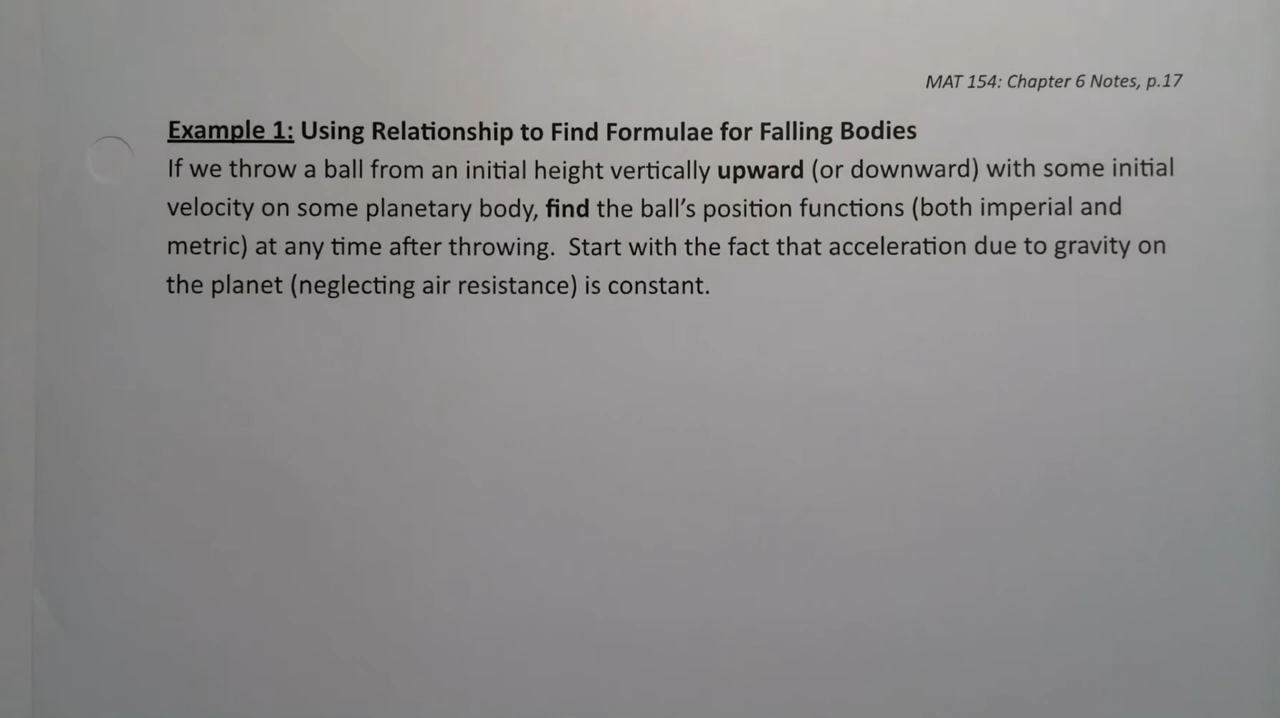 MAT 154: Chapter 6 Notes, p.17
Example 1: Using Relationship to Find Formulae for Falling Bodies
If we throw a ball from an initial height vertically upward (or downward) with some initial
velocity on some planetary body, find the ball’s position functions (both imperial and
metric) at any time after throwing.  Start with the fact that acceleration due to gravity on
the planet (neglecting air resistance) is constant.